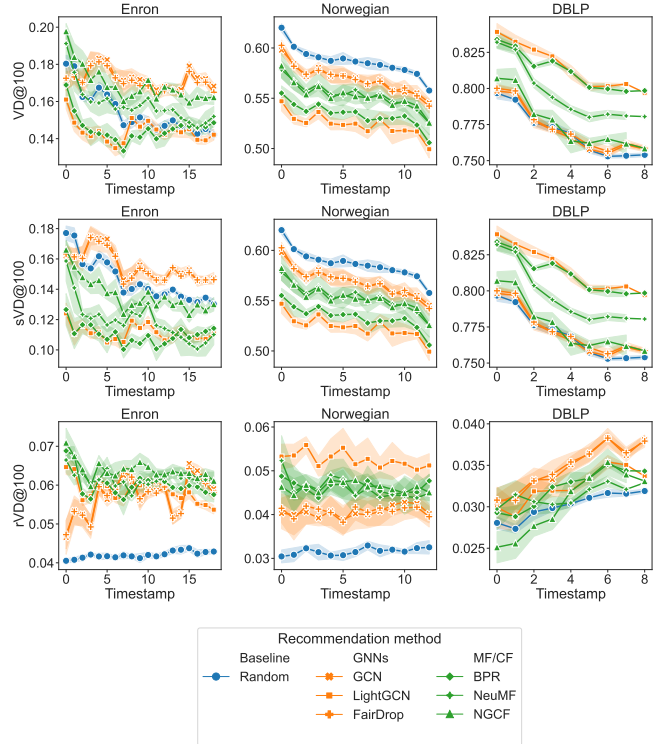 Enron Norwegian DBLP
VD@100
0.20
0.18
0.16
0.14
0 5 10 15
Timestamp
0.60
0.55
0.50
0 5 10
Timestamp
0.825
0.800
0.775
0.750
0 2 4 6 8
Timestamp
Enron Norwegian DBLP
sVD@100
0.18
0.16
0.14
0.12
0.10
0 5 10 15
Timestamp
0.60
0.55
0.50
0 5 10
Timestamp
0.825
0.800
0.775
0.750
0 2 4 6 8
Timestamp
Enron Norwegian DBLP
rVD@100
0.07
0.06
0.05
0.04
0 5 10 15
Timestamp
0.06
0.05
0.04
0.03
0 5 10
Timestamp
0.040
0.035
0.030
0.025
0 2 4 6 8
Timestamp
Recommendation method
Baseline GNNs MF/CF
Random GCN BPR
LightGCN NeuMF
FairDrop NGCF